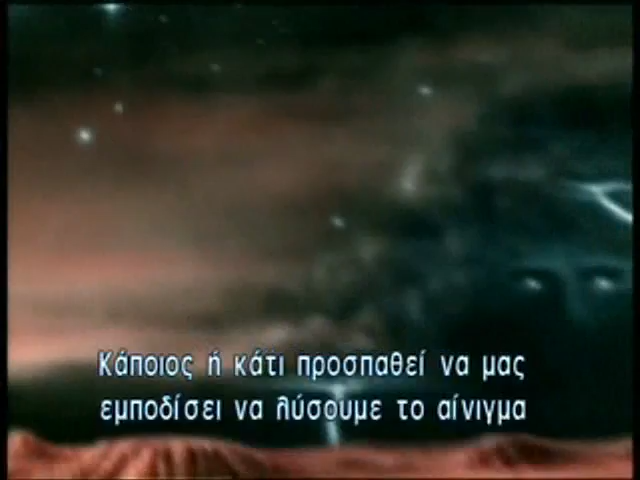 Κάποιος ή κάτι προσπαθεί να μας
εμποδίσει να λύσουμε το αίνιγμα